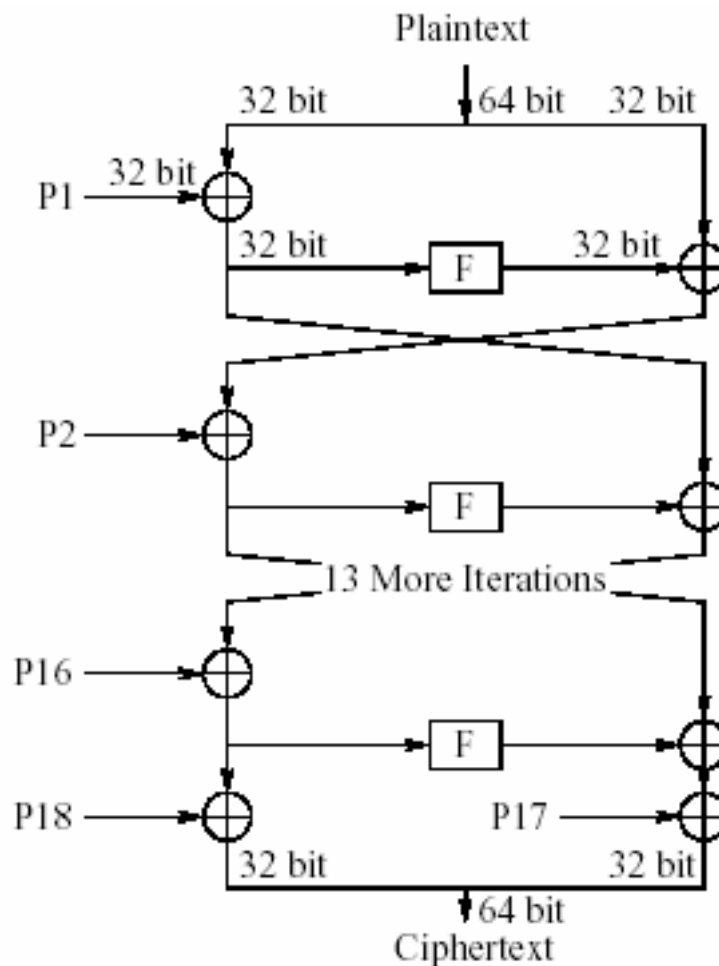 Plaintext
32 bit
64 bit
32 bit
P1
32 bit
32 bit
F
32 bit
P2
F
13 More Iterations
P16
F
P18
P17
32 bit
32 bit
64 bit
Ciphertext